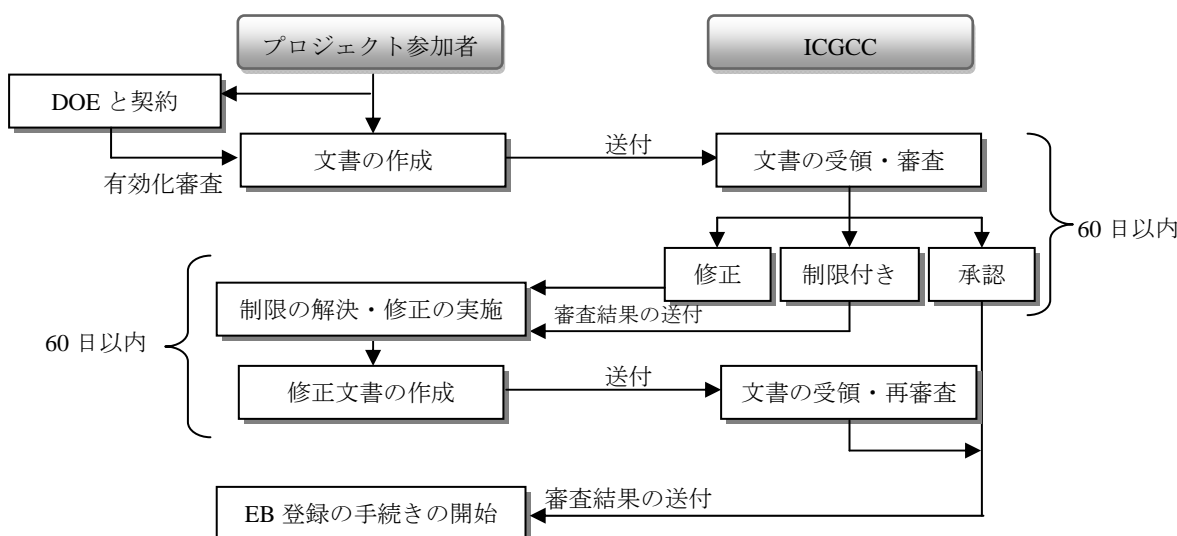 プロジェクト参加者
ICGCC
DOE と契約
文書の作成
送付
文書の受領・審査
有効化審査
60 日以内
修正
制限付き
承認
制限の解決・修正の実施
審査結果の送付
60 日以内
修正文書の作成
送付
文書の受領・再審査
EB 登録の手続きの開始
審査結果の送付